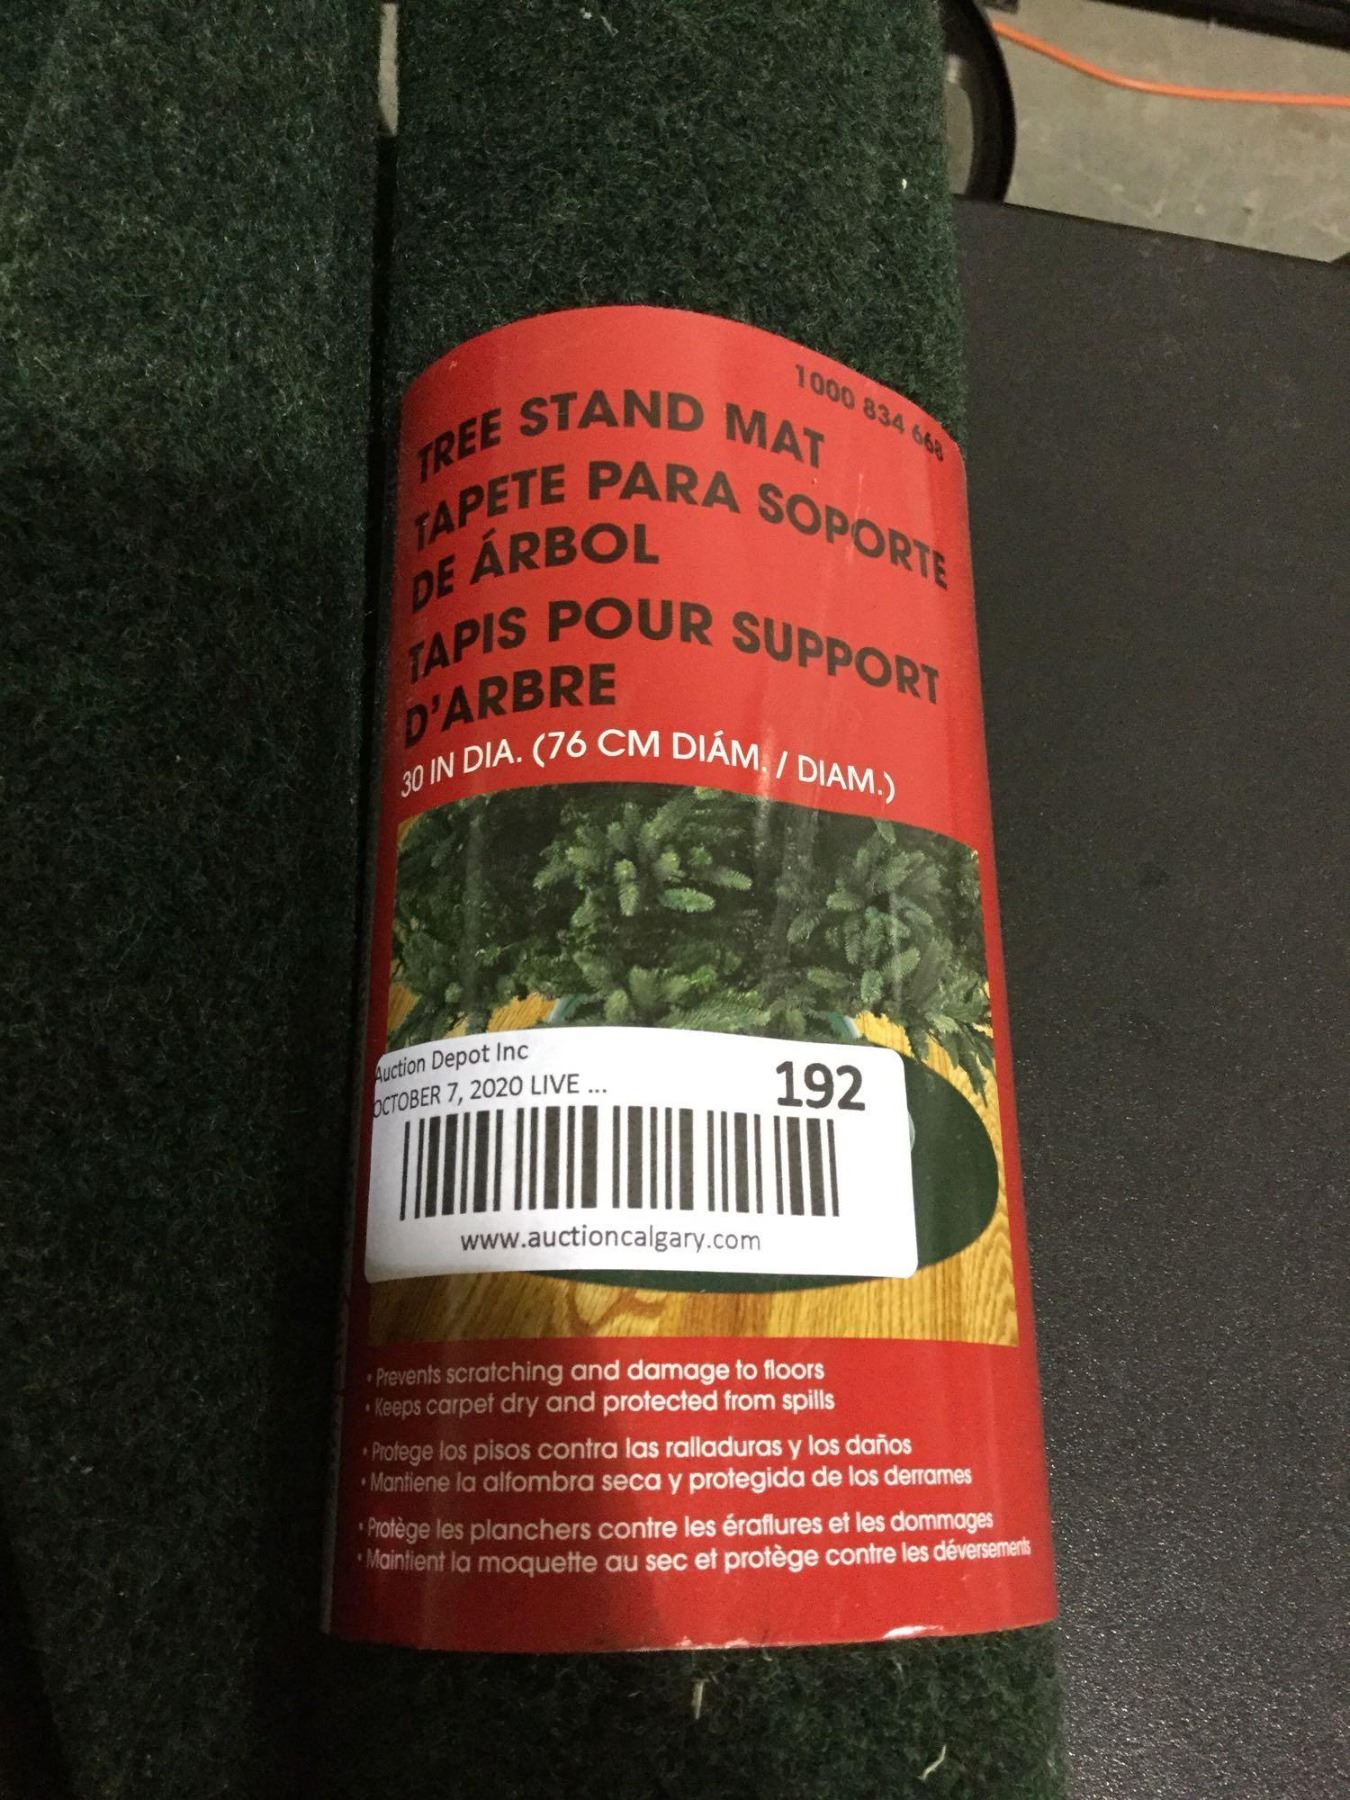 1000 834 668
TREE STAND MAT
TAPETE PARA SOPORTE
DE ÁRBOL
TAPIS POUR SUPPORT
D'ARBRE
30 IN DIA. (76 CM DIÁM. / DIAM.)
Auction Depot Inc
OCTOBER 7, 2020 LIVE ...
192
www.auctioncalgary.com
• Prevents scratching and damage to floors
• Keeps carpet dry and protected from spills
• Protege los pisos contra las ralladuras y los daños
• Mantiene la alfombra seca y protegida de los derrames
• Protège les planchers contre les éraflures et les dommages
• Maintient la moquette au sec et protège contre les déversements